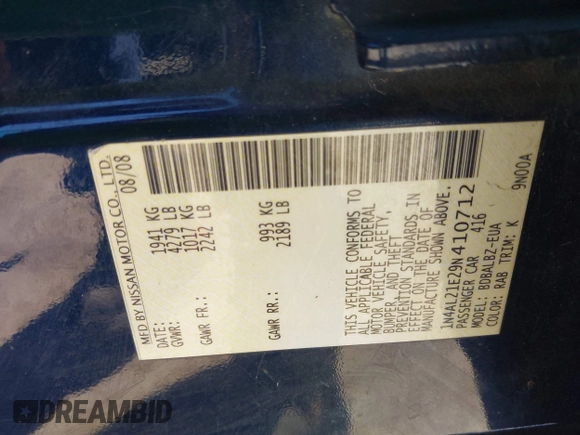 MFD BY NISSAN MOTOR CO., LTD.
DATE: 08/08
GVWR: 1941 KG
4279 LB
GAWR FR.: 1017 KG
2242 LB
GAWR RR.: 993 KG
2189 LB
THIS VEHICLE CONFORMS TO
ALL APPLICABLE FEDERAL
MOTOR VEHICLE SAFETY,
BUMPER, AND THEFT
PREVENTION STANDARDS IN
EFFECT ON THE DATE OF
MANUFACTURE SHOWN ABOVE.
1N4AL21E29N410712
PASSENGER CAR 416
MODEL: BDBALBZ-EUA
COLOR: RAB TRIM: K 9N00A
DREAMBID